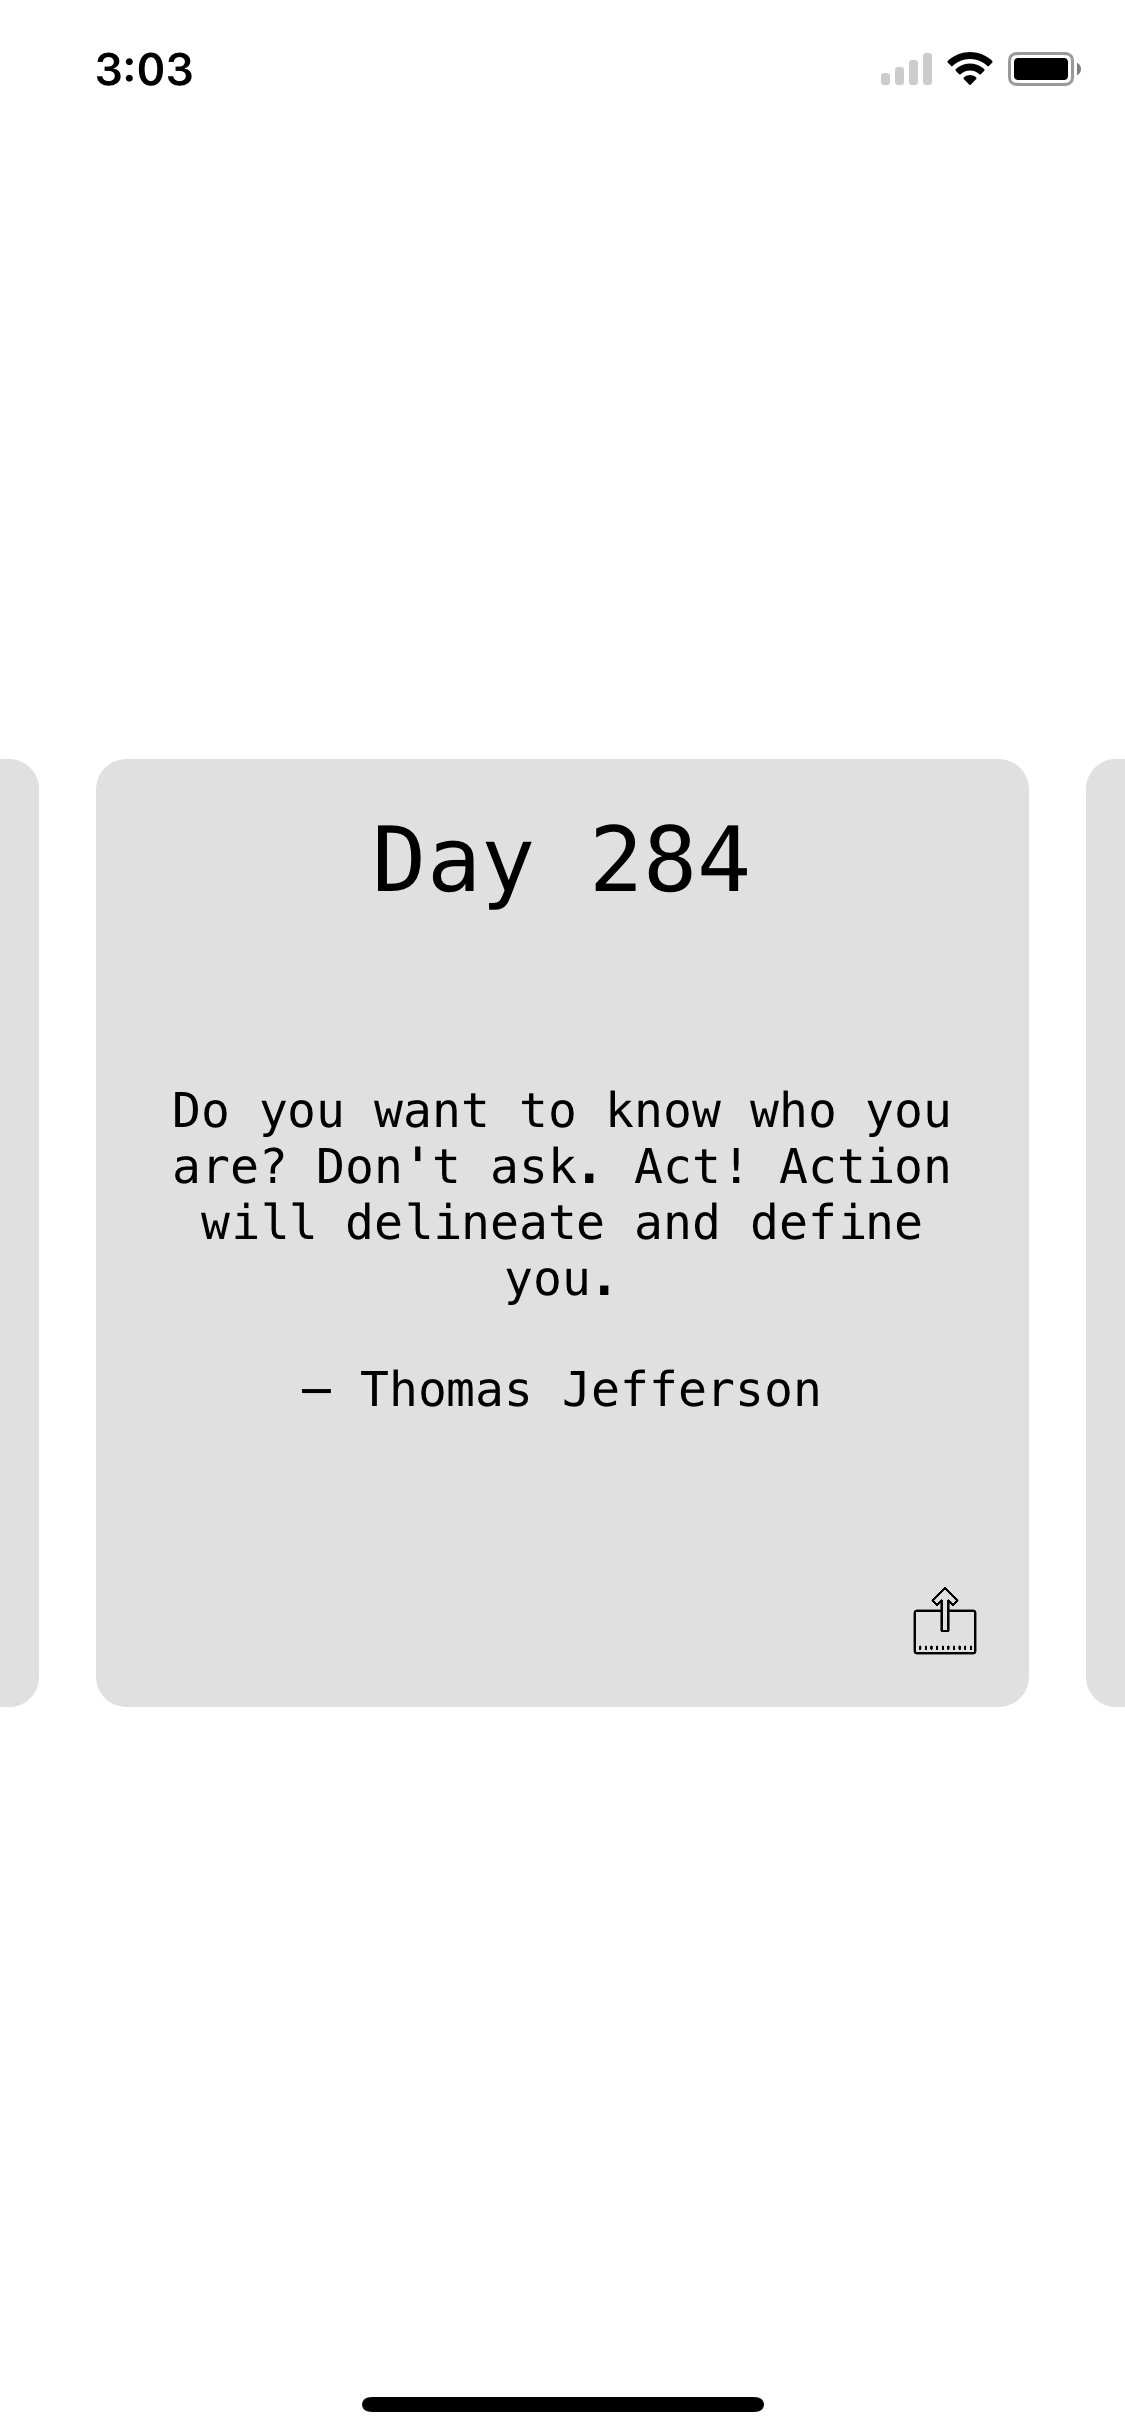 3:03
Day 284
Do you want to know who you
are? Don't ask. Act! Action
will delineate and define
you.
— Thomas Jefferson